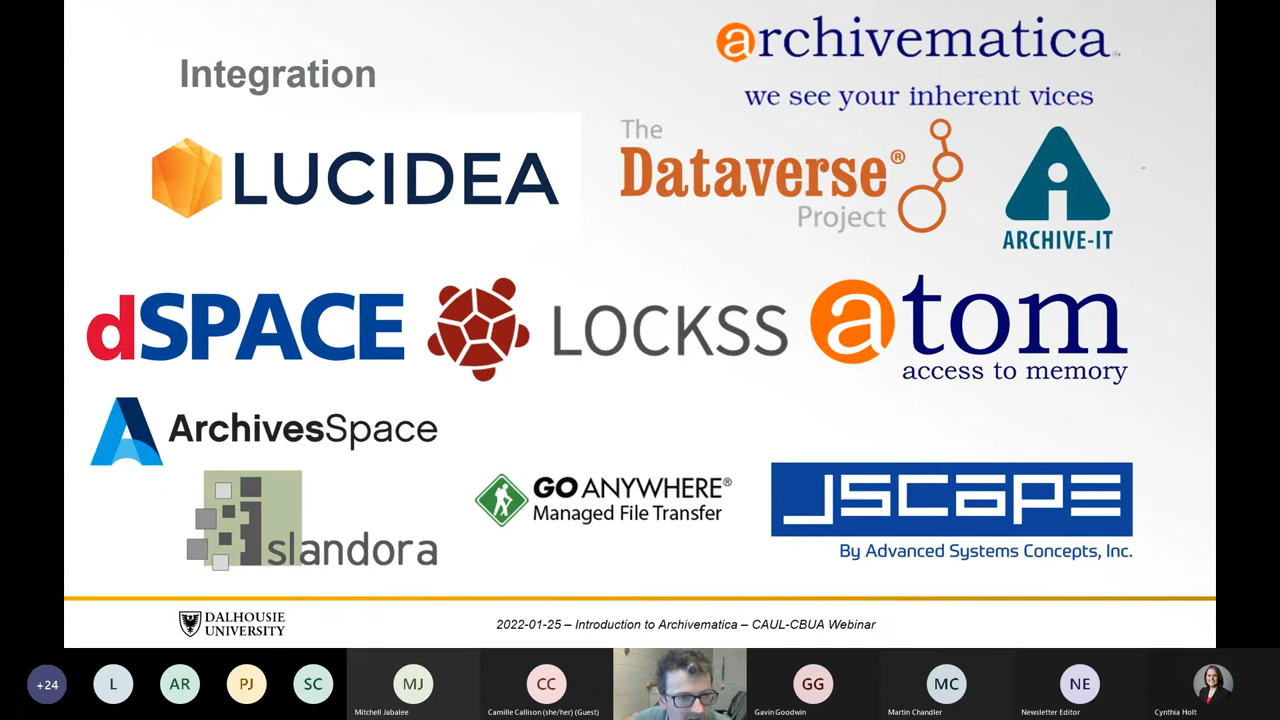 Integration
archivematica
we see your inherent vices
LUCIDEA
The
Dataverse®
Project
ARCHIVE-IT
dSPACE
LOCKSS
atom
access to memory
ArchivesSpace
Islandora
GO ANYWHERE®
Managed File Transfer
JSCAPE
By Advanced Systems Concepts, Inc.
DALHOUSIE
UNIVERSITY
2022-01-25 – Introduction to Archivematica – CAUL-CBUA Webinar
+24
L
AR
PJ
SC
MJ
CC
GG
MC
NE
Mitchell Jabalee
Camille Callison (she/her) (Guest)
Gavin Goodwin
Martin Chandler
Newsletter Editor
Cynthia Holt